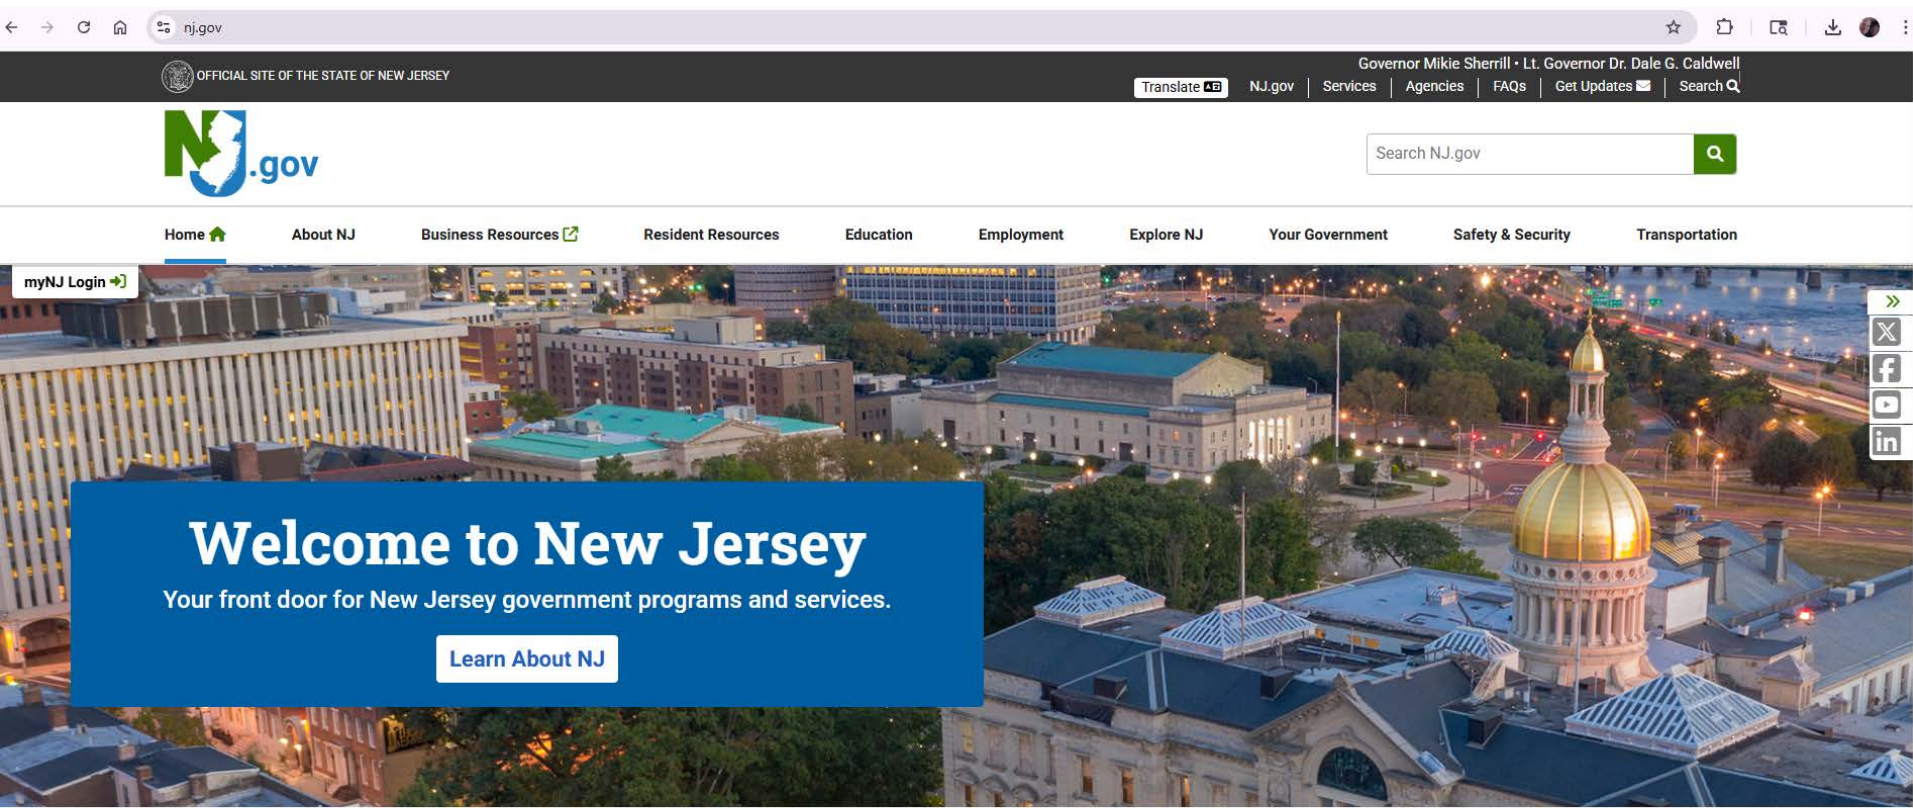 nj.gov
OFFICIAL SITE OF THE STATE OF NEW JERSEY
Governor Mikie Sherrill • Lt. Governor Dr. Dale G. Caldwell
Translate NJ.gov | Services | Agencies | FAQs | Get Updates | Search
NJ.gov
Search NJ.gov
Home About NJ Business Resources Resident Resources Education Employment Explore NJ Your Government Safety & Security Transportation
myNJ Login
Welcome to New Jersey
Your front door for New Jersey government programs and services.
Learn About NJ